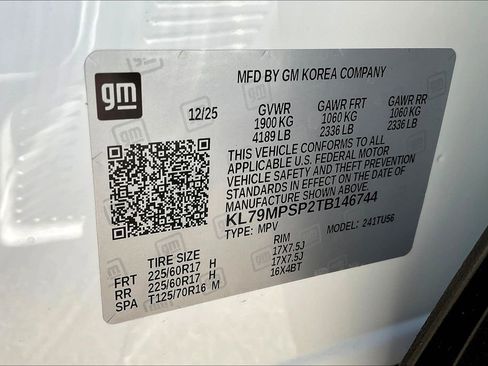 gm
MFD BY GM KOREA COMPANY
12/25 GVWR GAWR FRT GAWR RR
1900 KG 1060 KG 1060 KG
4189 LB 2336 LB 2336 LB
THIS VEHICLE CONFORMS TO ALL
APPLICABLE U.S. FEDERAL MOTOR
VEHICLE SAFETY AND THEFT PREVENTION
STANDARDS IN EFFECT ON THE DATE OF
MANUFACTURE SHOWN ABOVE.
KL79MPSP2TB146744
TYPE: MPV MODEL: 241TU56
TIRE SIZE RIM
FRT 225/60R17 H 17X7.5J
RR 225/60R17 H 17X7.5J
SPA T125/70R16 M 16X4BT